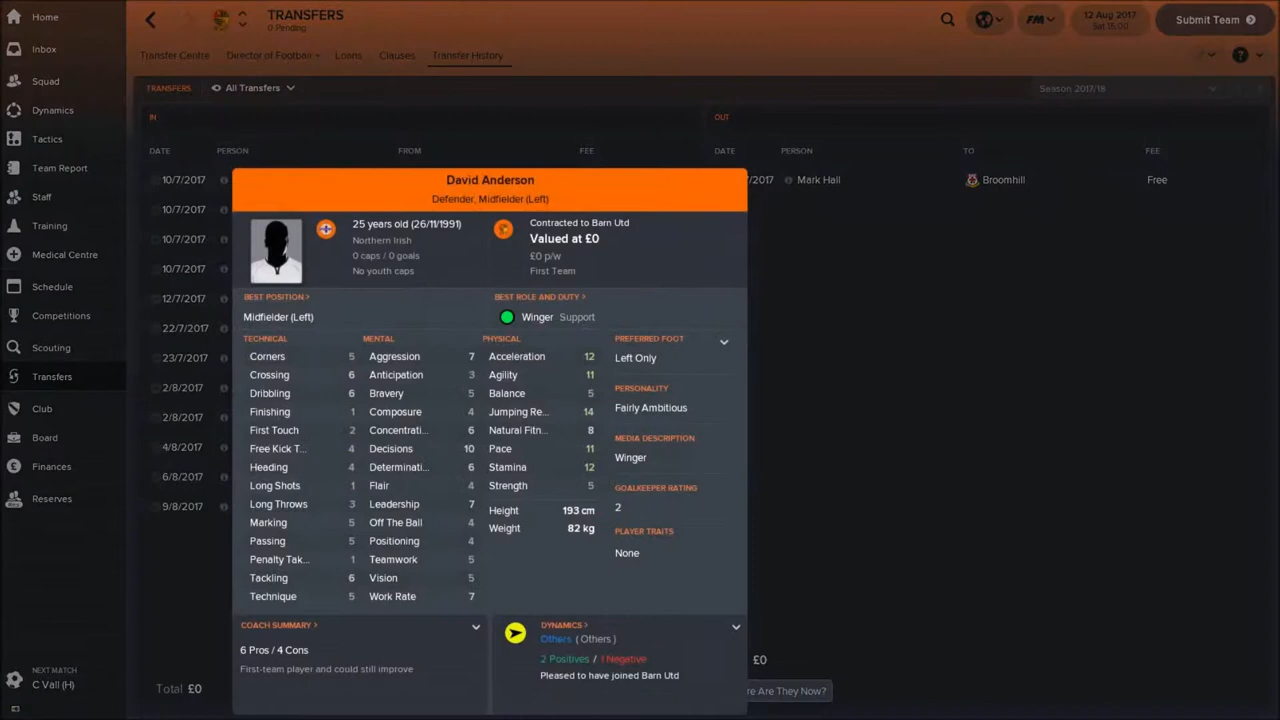 Home
Inbox
Squad
Dynamics
Tactics
Team Report
Staff
Training
Medical Centre
Schedule
Competitions
Scouting
Transfers
Club
Board
Finances
Reserves
NEXT MATCH
C Vall (H)
TRANSFERS
0 Pending
FM
12 Aug 2017
Sat 15:00
Submit Team
Transfer Centre
Director of Football
Loans
Clauses
Transfer History
TRANSFERS
All Transfers
Season 2017/18
IN
OUT
DATE PERSON FROM FEE
DATE PERSON TO FEE
10/7/2017
10/7/2017
10/7/2017
10/7/2017
12/7/2017
22/7/2017
23/7/2017
2/8/2017
2/8/2017
4/8/2017
6/8/2017
9/8/2017
/2017 Mark Hall Broomhill Free
David Anderson
Defender, Midfielder (Left)
25 years old (26/11/1991)
Northern Irish
0 caps / 0 goals
No youth caps
Contracted to Barn Utd
Valued at £0
£0 p/w
First Team
BEST POSITION >
Midfielder (Left)
BEST ROLE AND DUTY >
Winger Support
TECHNICAL
Corners 5
Crossing 6
Dribbling 6
Finishing 1
First Touch 2
Free Kick T... 4
Heading 4
Long Shots 1
Long Throws 3
Marking 5
Passing 5
Penalty Tak... 1
Tackling 6
Technique 5
MENTAL
Aggression 7
Anticipation 3
Bravery 5
Composure 4
Concentrati... 6
Decisions 10
Determinati... 6
Flair 4
Leadership 7
Off The Ball 4
Positioning 4
Teamwork 5
Vision 5
Work Rate 7
PHYSICAL
Acceleration 12
Agility 11
Balance 5
Jumping Re... 14
Natural Fitn... 8
Pace 11
Stamina 12
Strength 5
Height 193 cm
Weight 82 kg
PREFERRED FOOT
Left Only
PERSONALITY
Fairly Ambitious
MEDIA DESCRIPTION
Winger
GOALKEEPER RATING
2
PLAYER TRAITS
None
COACH SUMMARY >
6 Pros / 4 Cons
First-team player and could still improve
DYNAMICS >
Others ( Others )
2 Positives / 1 Negative
Pleased to have joined Barn Utd
Total £0
£0
re Are They Now?